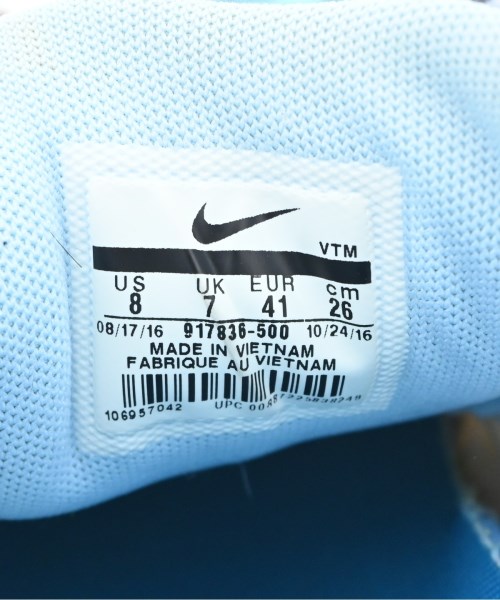 VTM
US UK EUR cm
8 7 41 26
08/17/16 917836-500 10/24/16
MADE IN VIETNAM
FABRIQUE AU VIETNAM
106957042
UPC